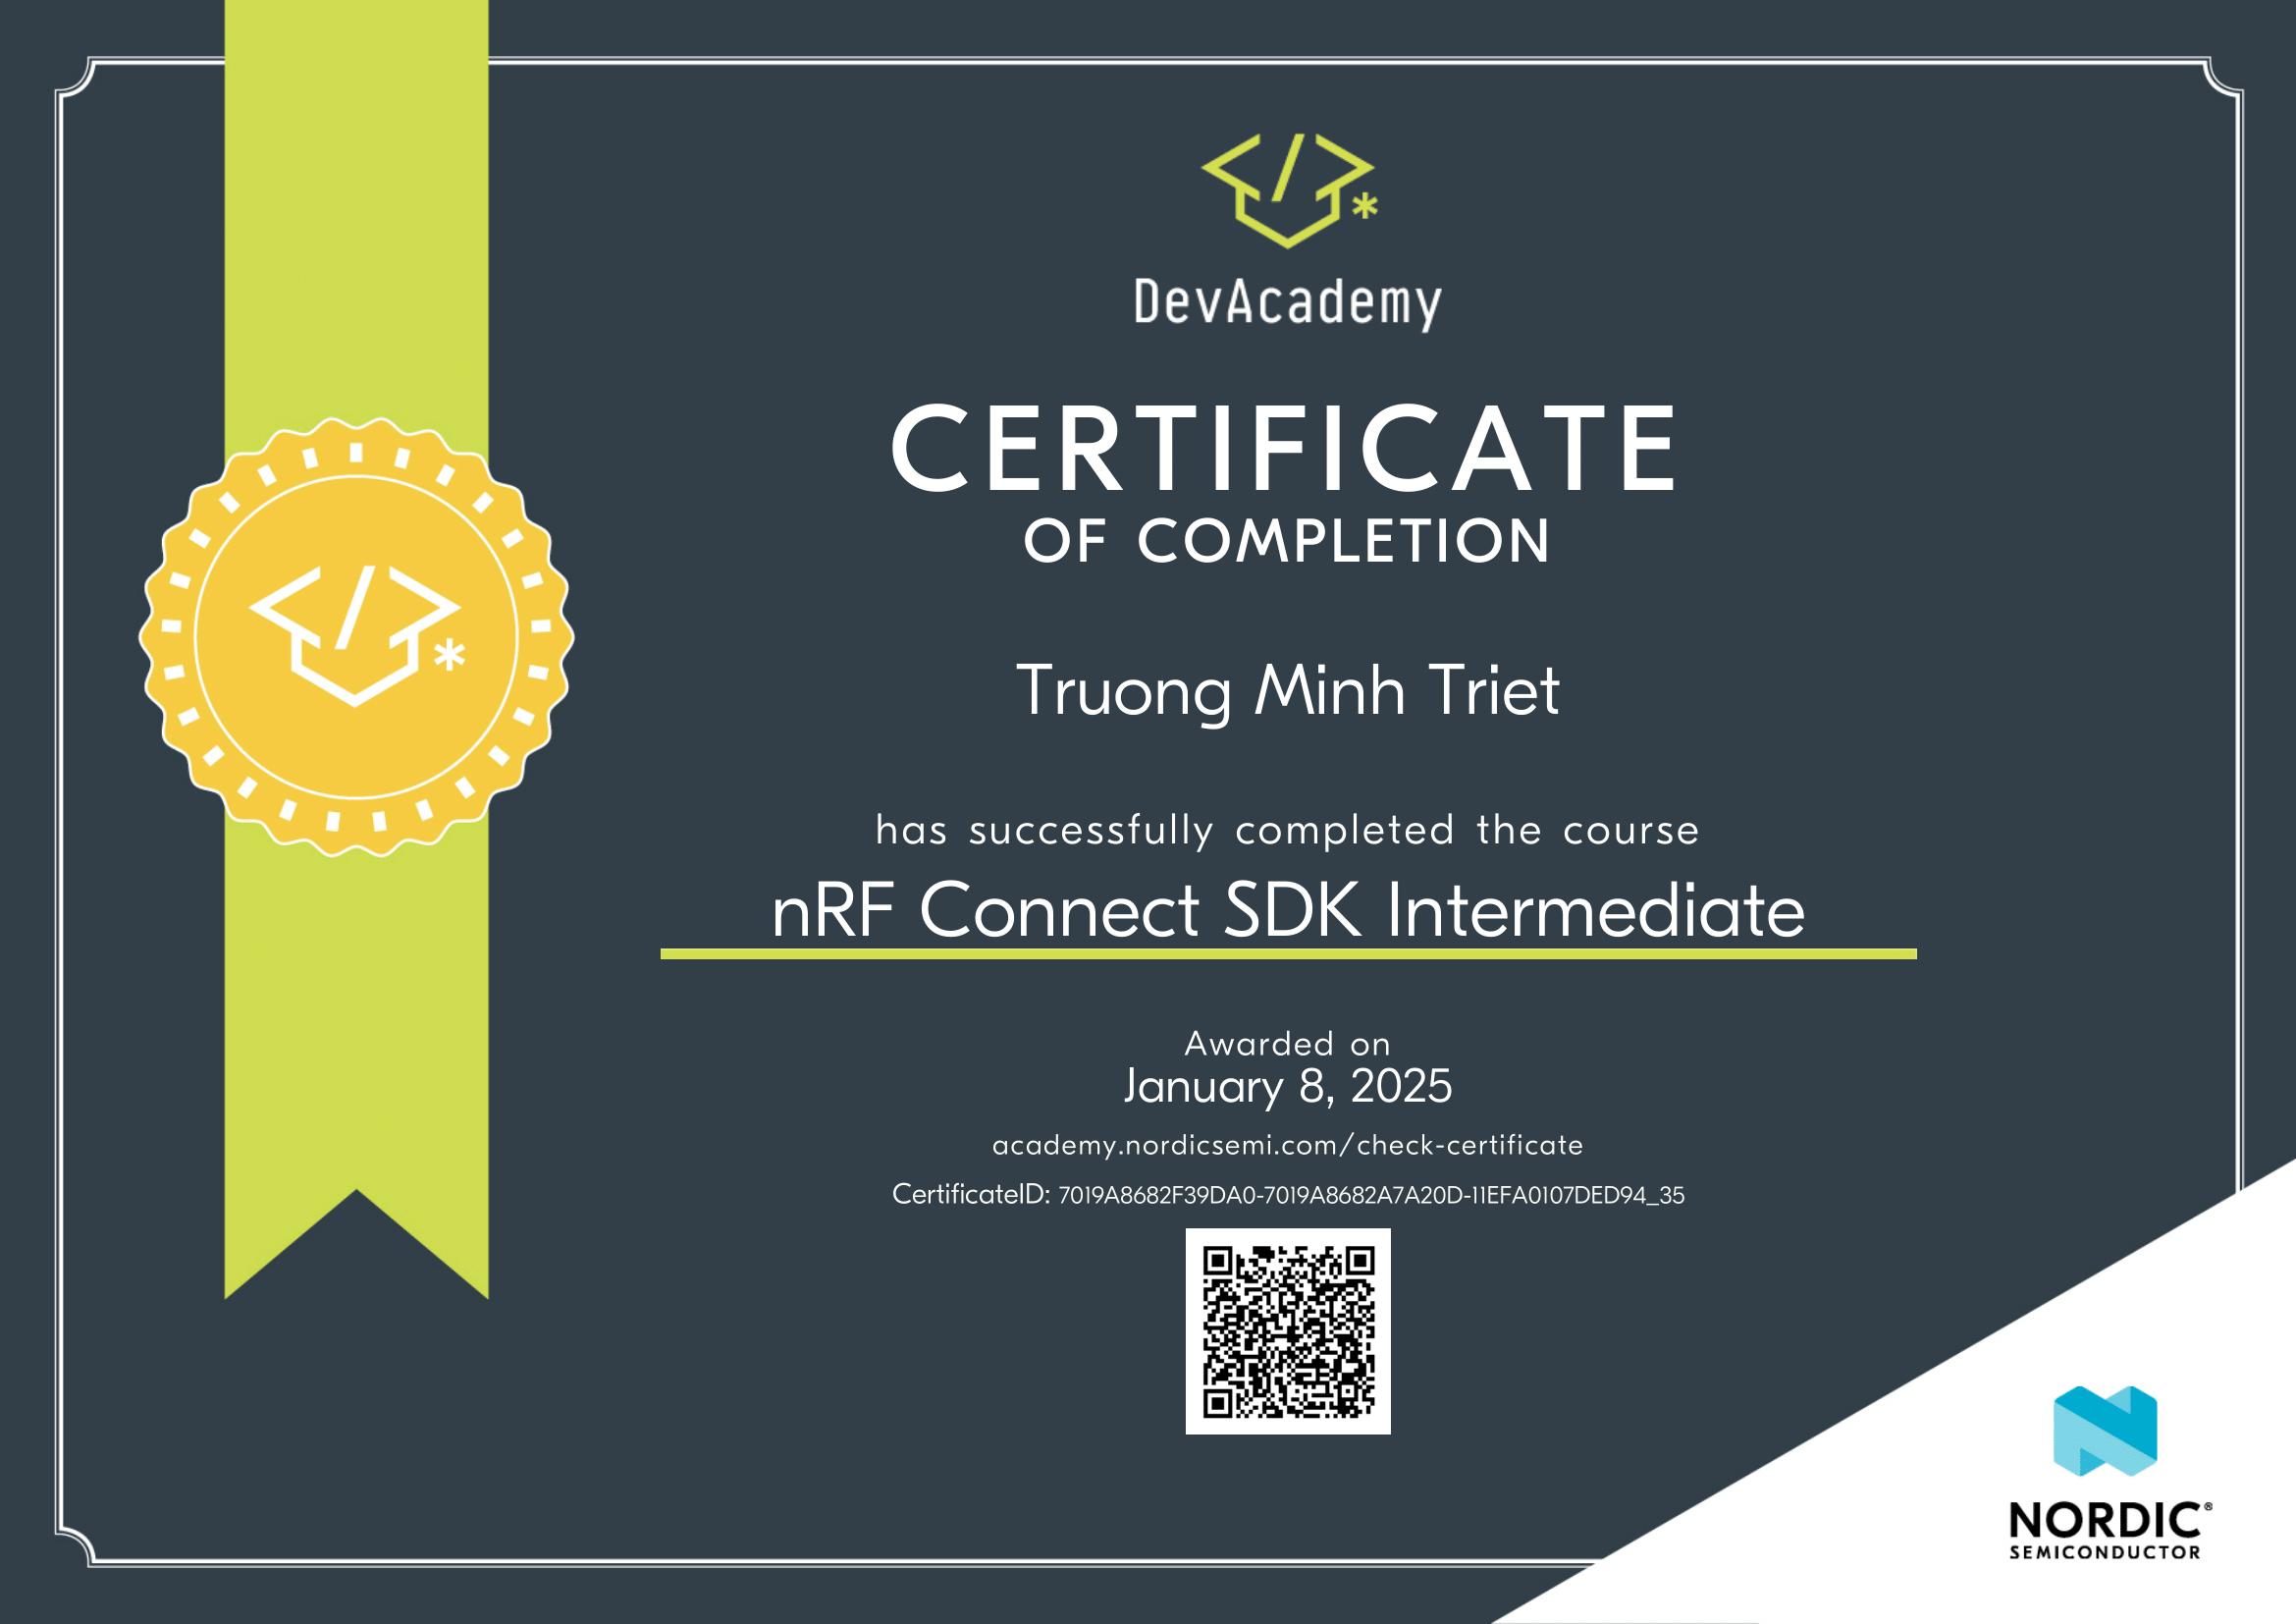 DevAcademy
CERTIFICATE
OF COMPLETION
Truong Minh Triet
has successfully completed the course
nRF Connect SDK Intermediate
Awarded on
January 8, 2025
academy.nordicsemi.com/check-certificate
CertificateID: 7019A8682F39DA0-7019A8682A7A20D-11EFA0107DED94_35
NORDIC®
SEMICONDUCTOR